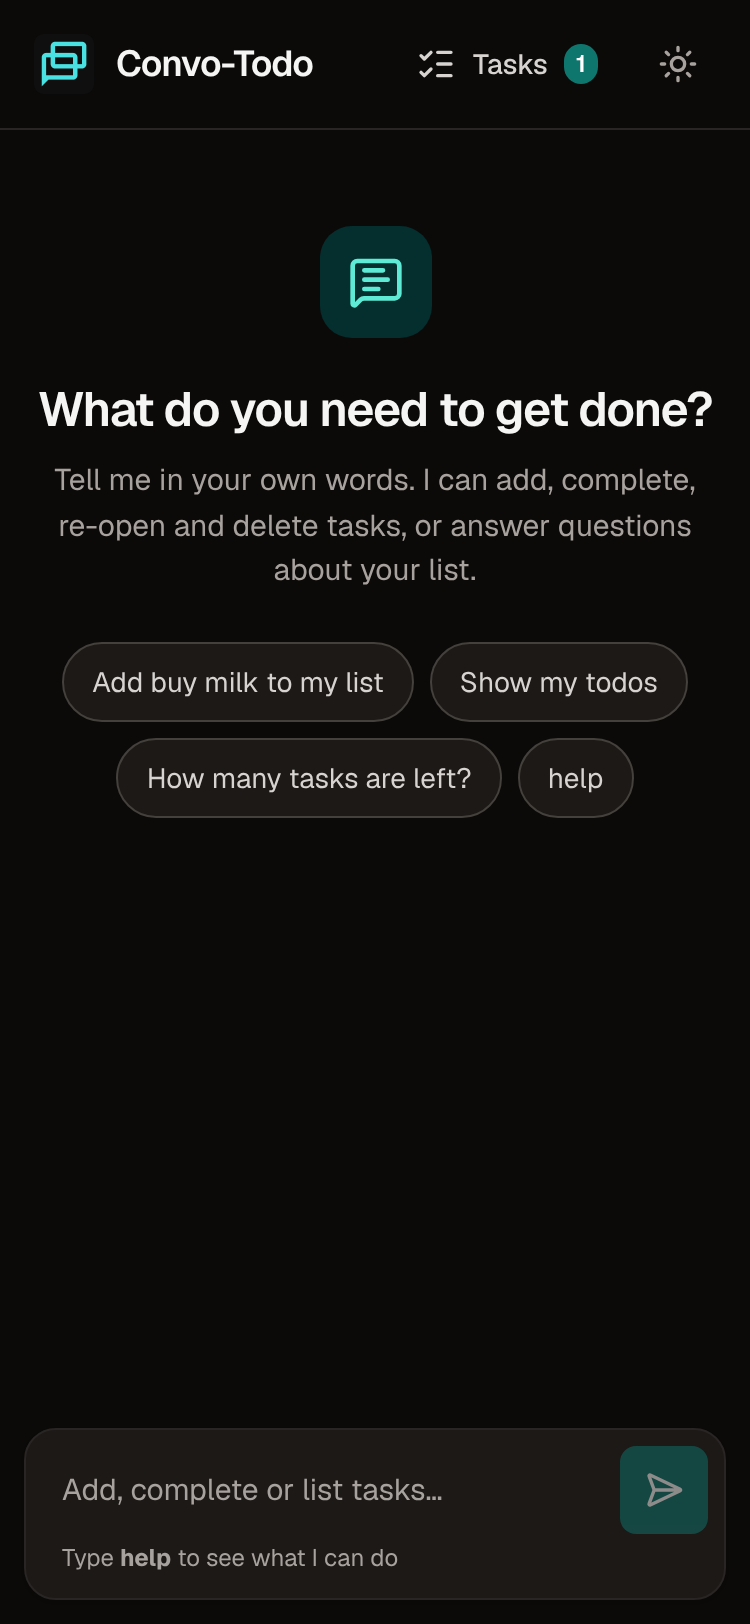 Convo-Todo
Tasks 1
What do you need to get done?
Tell me in your own words. I can add, complete,
re-open and delete tasks, or answer questions
about your list.
Add buy milk to my list
Show my todos
How many tasks are left?
help
Add, complete or list tasks...
Type help to see what I can do